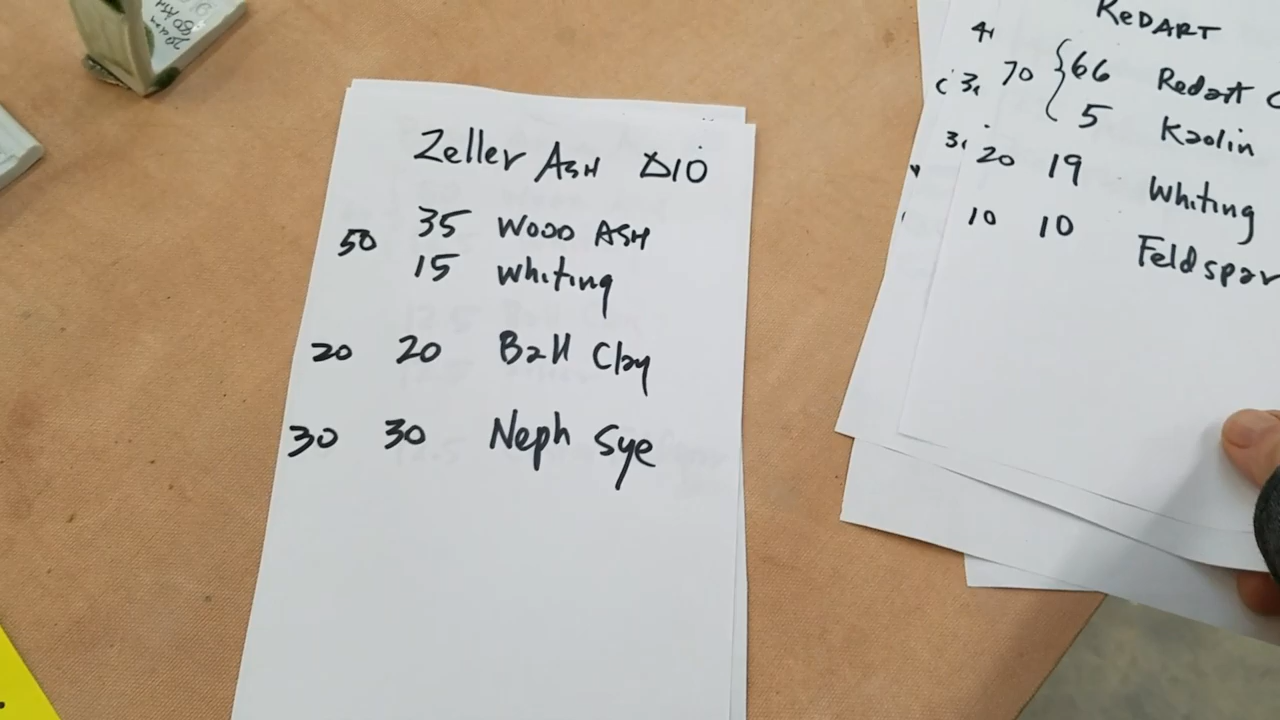 Zeller ASH Δ10
50 35 WOOD ASH
15 Whiting
20 20 Ball Clay
30 30 Neph Sye
REDART
70 { 66 Redart
5 Kaolin
20 19 Whiting
10 10 Feldspar